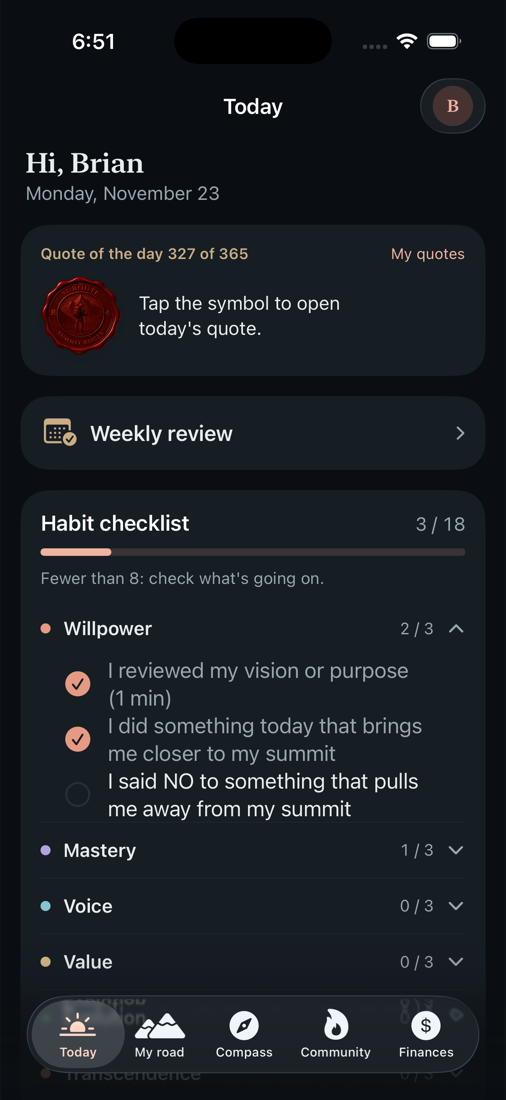 6:51
Today
B
Hi, Brian
Monday, November 23
Quote of the day 327 of 365
My quotes
Tap the symbol to open
today's quote.
Weekly review
Habit checklist
3 / 18
Fewer than 8: check what's going on.
Willpower
2 / 3
I reviewed my vision or purpose
(1 min)
I did something today that brings
me closer to my summit
I said NO to something that pulls
me away from my summit
Mastery
1 / 3
Voice
0 / 3
Value
0 / 3
Today
My road
Compass
Community
$
Finances
Transcendence
0 / 3